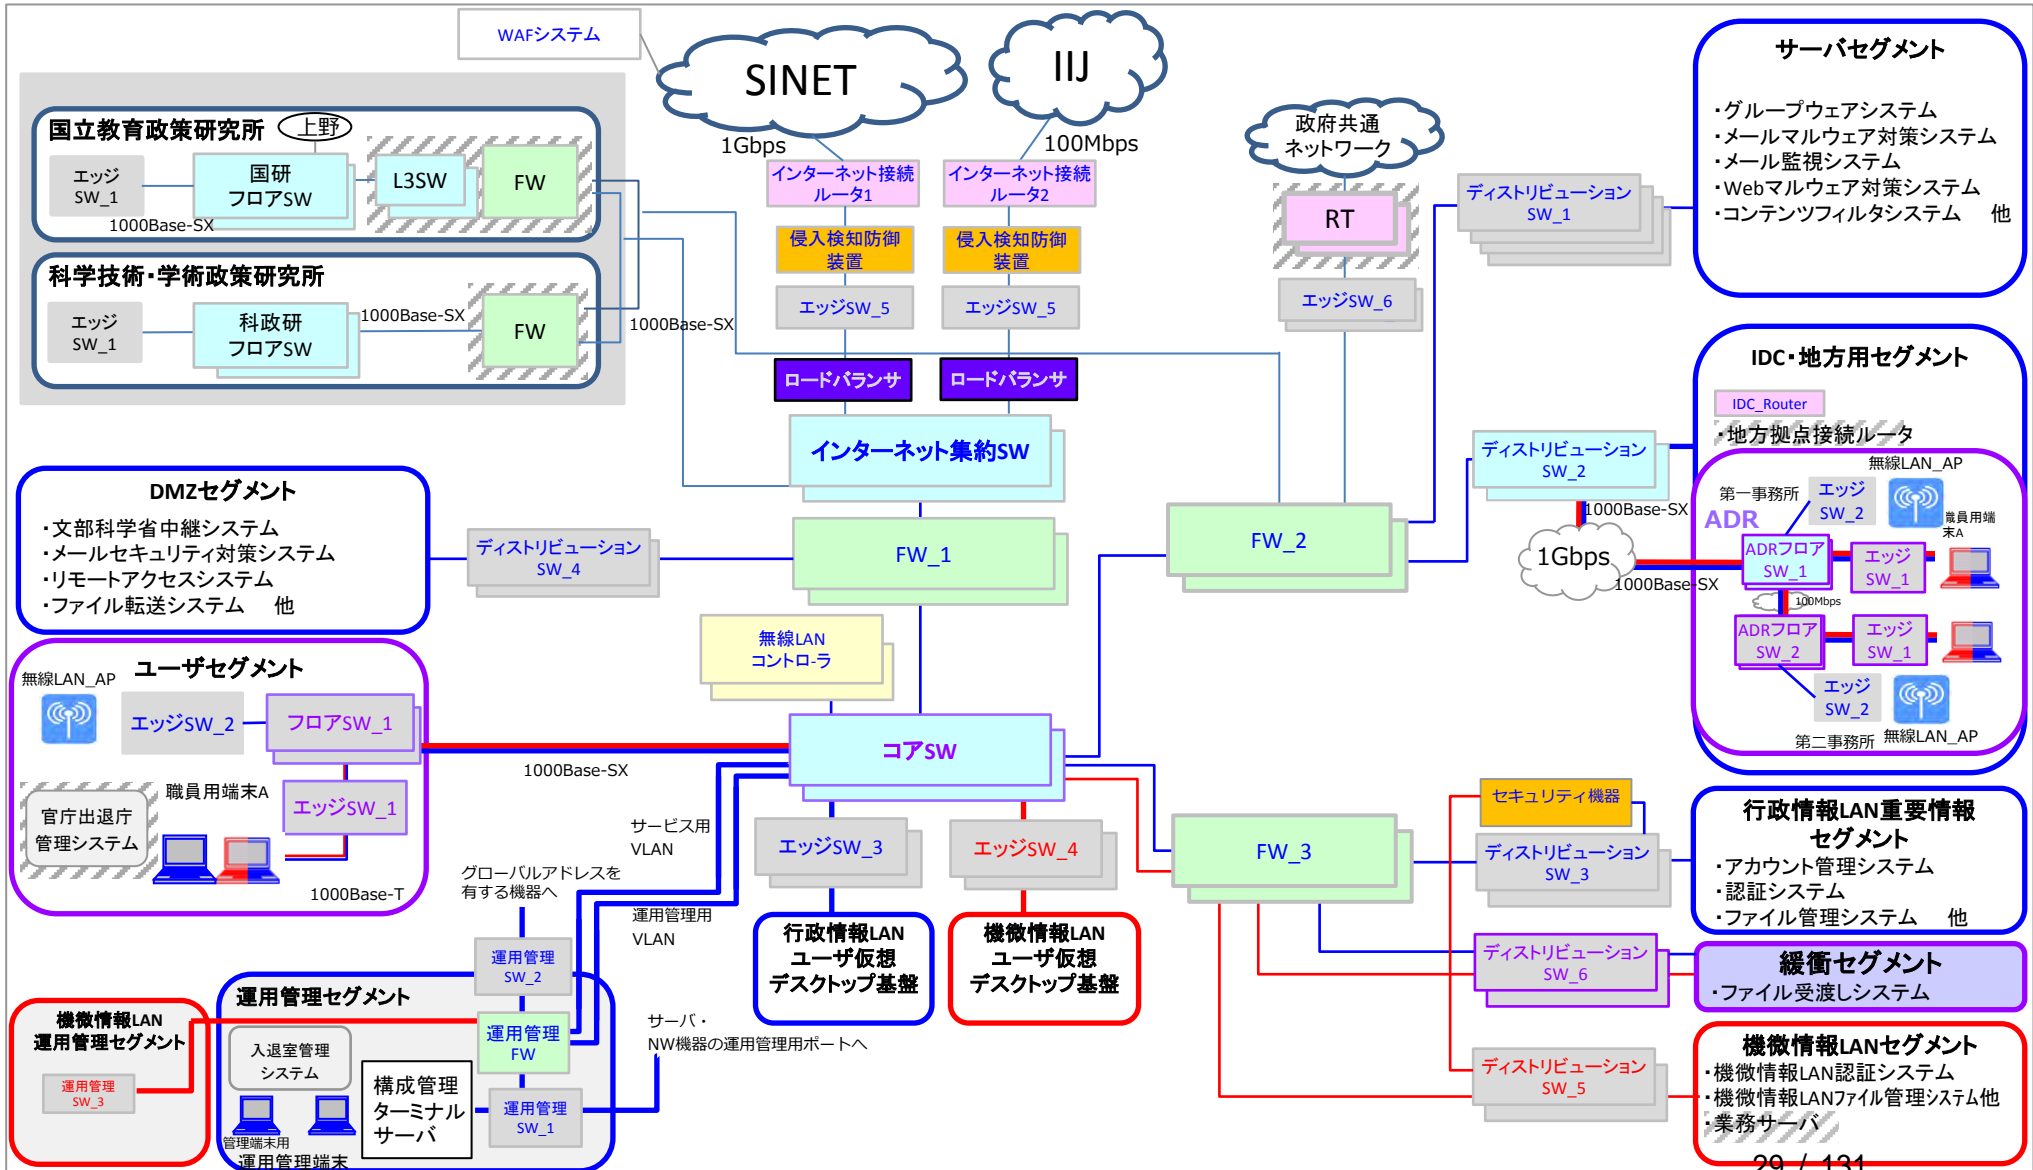 WAFシステム
SINET
IIJ
1Gbps
100Mbps
政府共通
ネットワーク
国立教育政策研究所
上野
エッジ
SW_1
国研
フロアSW
L3SW
FW
1000Base-SX
科学技術・学術政策研究所
エッジ
SW_1
科政研
フロアSW
1000Base-SX
FW
1000Base-SX
インターネット接続
ルータ1
インターネット接続
ルータ2
侵入検知防御
装置
侵入検知防御
装置
エッジSW_5
エッジSW_5
ロードバランサ
ロードバランサ
インターネット集約SW
RT
エッジSW_6
ディストリビューション
SW_1
サーバセグメント
・グループウェアシステム
・メールマルウェア対策システム
・メール監視システム
・Webマルウェア対策システム
・コンテンツフィルタシステム　他
DMZセグメント
・文部科学省中継システム
・メールセキュリティ対策システム
・リモートアクセスシステム
・ファイル転送システム　他
ディストリビューション
SW_4
FW_1
FW_2
ディストリビューション
SW_2
1000Base-SX
1Gbps
1000Base-SX
IDC・地方用セグメント
IDC_Router
・地方拠点接続ルータ
無線LAN_AP
第一事務所
エッジ
SW_2
ADR
職員用端
末A
ADRフロア
SW_1
エッジ
SW_1
100Mbps
ADRフロア
SW_2
エッジ
SW_1
エッジ
SW_2
第二事務所
無線LAN_AP
無線LAN
コントローラ
ユーザセグメント
無線LAN_AP
エッジSW_2
フロアSW_1
エッジSW_1
職員用端末A
官庁出退庁
管理システム
1000Base-T
1000Base-SX
コアSW
サービス用
VLAN
運用管理用
VLAN
グローバルアドレスを
有する機器へ
エッジSW_3
エッジSW_4
行政情報LAN
ユーザ仮想
デスクトップ基盤
機微情報LAN
ユーザ仮想
デスクトップ基盤
FW_3
セキュリティ機器
ディストリビューション
SW_3
行政情報LAN重要情報
セグメント
・アカウント管理システム
・認証システム
・ファイル管理システム　他
ディストリビューション
SW_6
緩衝セグメント
・ファイル受渡しシステム
ディストリビューション
SW_5
機微情報LANセグメント
・機微情報LAN認証システム
・機微情報LANファイル管理システム他
・業務サーバ
機微情報LAN
運用管理セグメント
運用管理
SW_3
運用管理セグメント
運用管理
SW_2
運用管理
FW
運用管理
SW_1
入退室管理
システム
構成管理
ターミナル
サーバ
管理端末用
運用管理端末
サーバ・
NW機器の運用管理用ポートへ
29 / 131